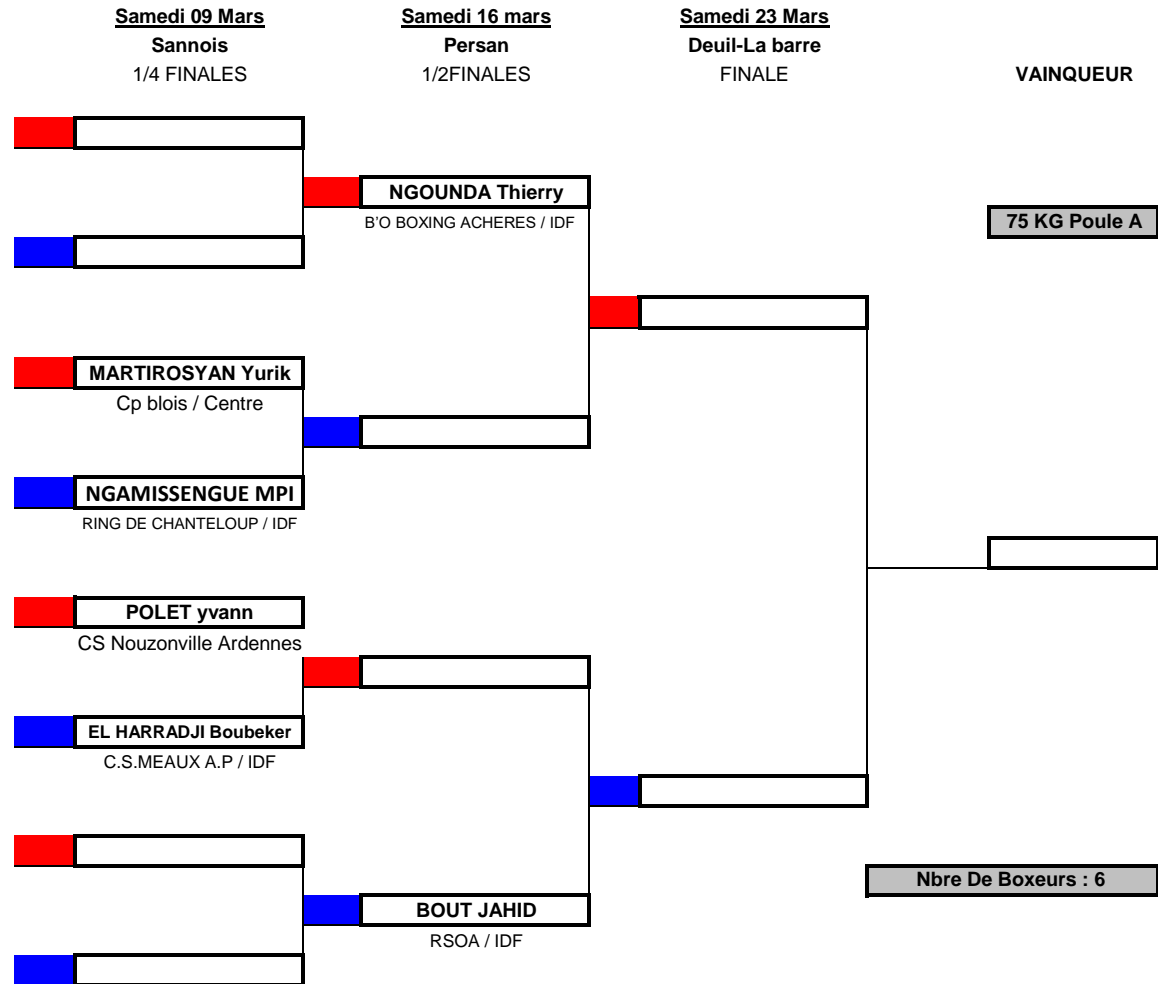 Samedi 09 Mars
Samedi 16 mars
Samedi 23 Mars
Sannois
Persan
Deuil-La barre
1/4 FINALES
1/2FINALES
FINALE
VAINQUEUR
NGOUNDA Thierry
B'O BOXING ACHERES / IDF
75 KG Poule A
MARTIROSYAN Yurik
Cp blois / Centre
NGAMISSENGUE MPI
RING DE CHANTELOUP / IDF
POLET yvann
CS Nouzonville Ardennes
EL HARRADJI Boubeker
C.S.MEAUX A.P / IDF
Nbre De Boxeurs : 6
BOUT JAHID
RSOA / IDF